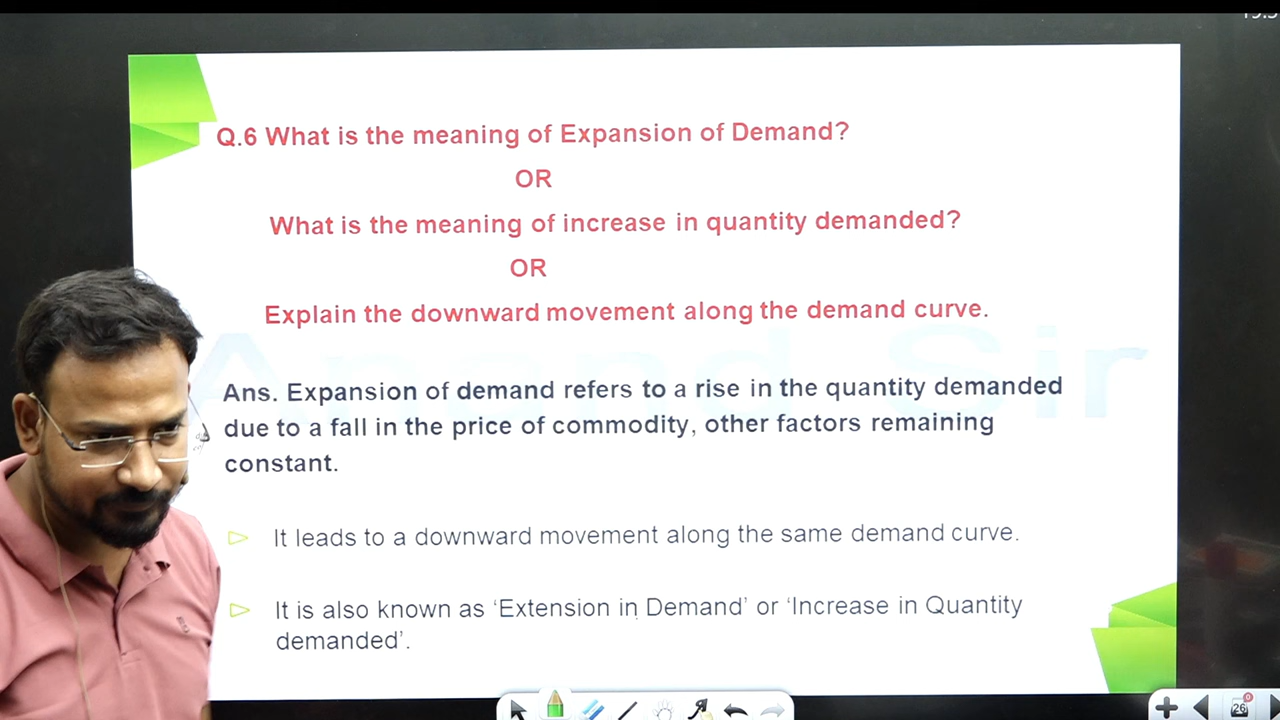 Q.6 What is the meaning of Expansion of Demand?
OR
What is the meaning of increase in quantity demanded?
OR
Explain the downward movement along the demand curve.
Anand Sir
Ans. Expansion of demand refers to a rise in the quantity demanded
due to a fall in the price of commodity, other factors remaining
constant.
It leads to a downward movement along the same demand curve.
It is also known as ‘Extension in Demand’ or ‘Increase in Quantity
demanded’.
26